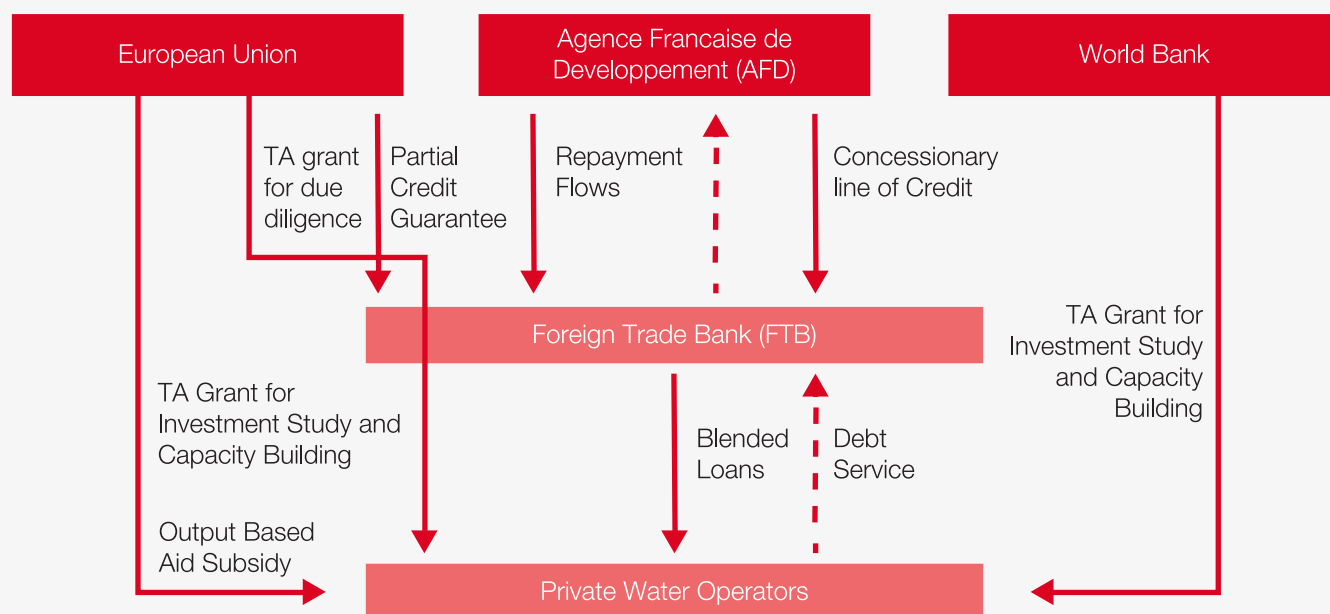 European Union
Agence Francaise de
Developpement (AFD)
World Bank
TA grant
for due
diligence
Partial
Credit
Guarantee
Repayment
Flows
Concessionary
line of Credit
Foreign Trade Bank (FTB)
TA Grant for
Investment Study
and Capacity
Building
TA Grant for
Investment Study and
Capacity Building
Blended
Loans
Debt
Service
Output Based
Aid Subsidy
Private Water Operators